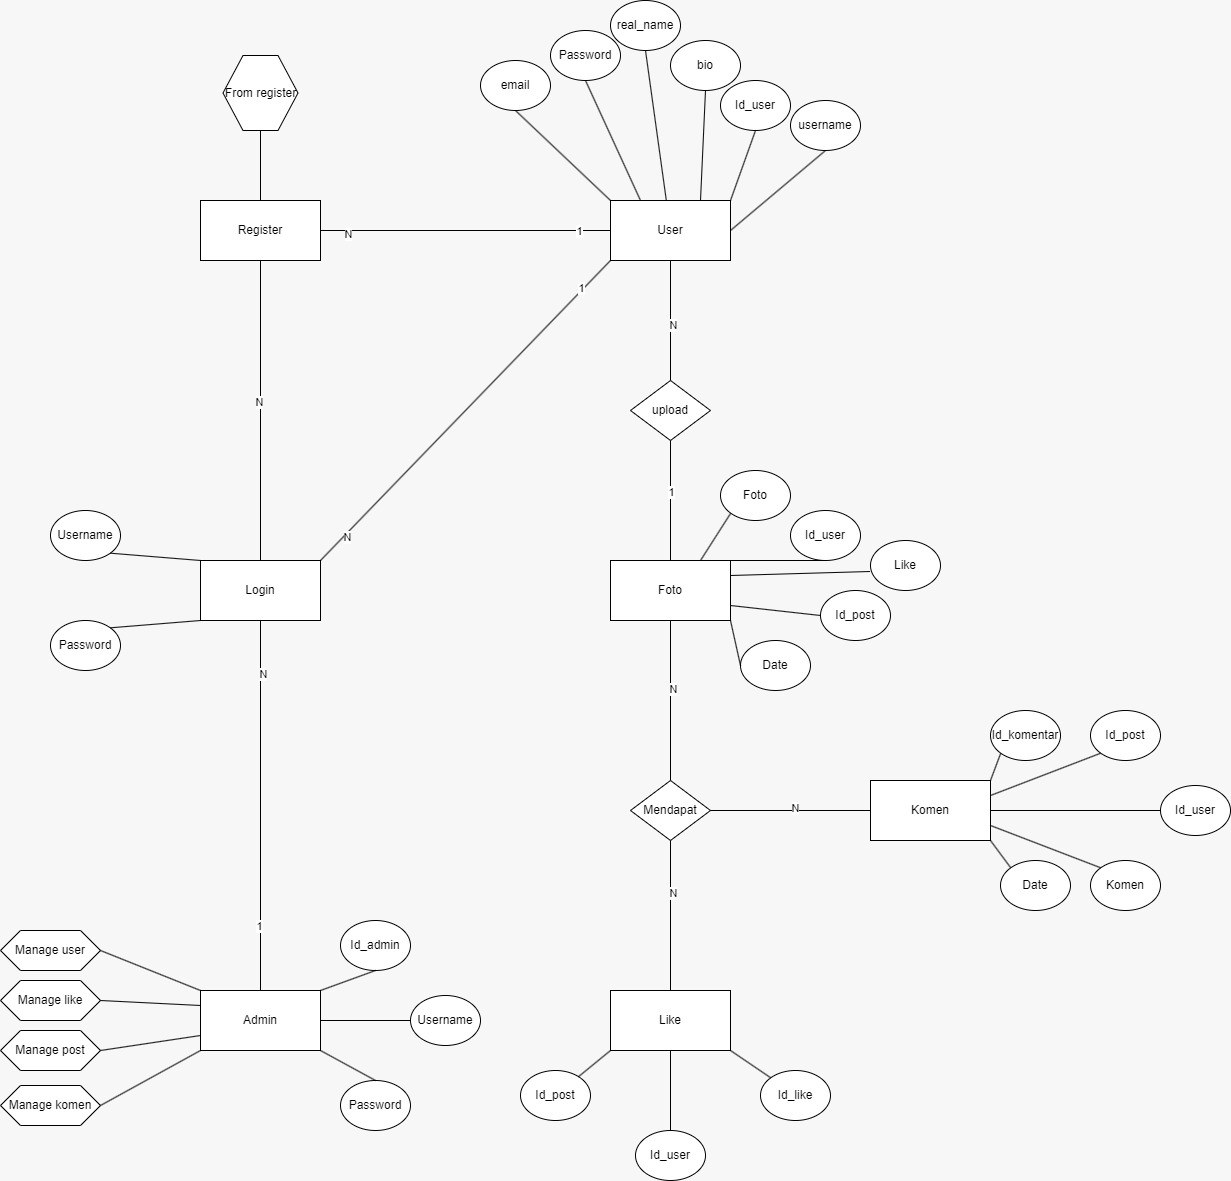 real_name
Password
bio
email
From register
Id_user
username
Register
N
1
User
1
N
N
upload
1
Foto
Username
Id_user
N
Like
Login
Foto
Id_post
Password
Date
N
N
Id_komentar
Id_post
Mendapat
N
Komen
Id_user
Date
Komen
N
1
Manage user
Id_admin
Manage like
Admin
Username
Like
Manage post
Manage komen
Password
Id_post
Id_like
Id_user